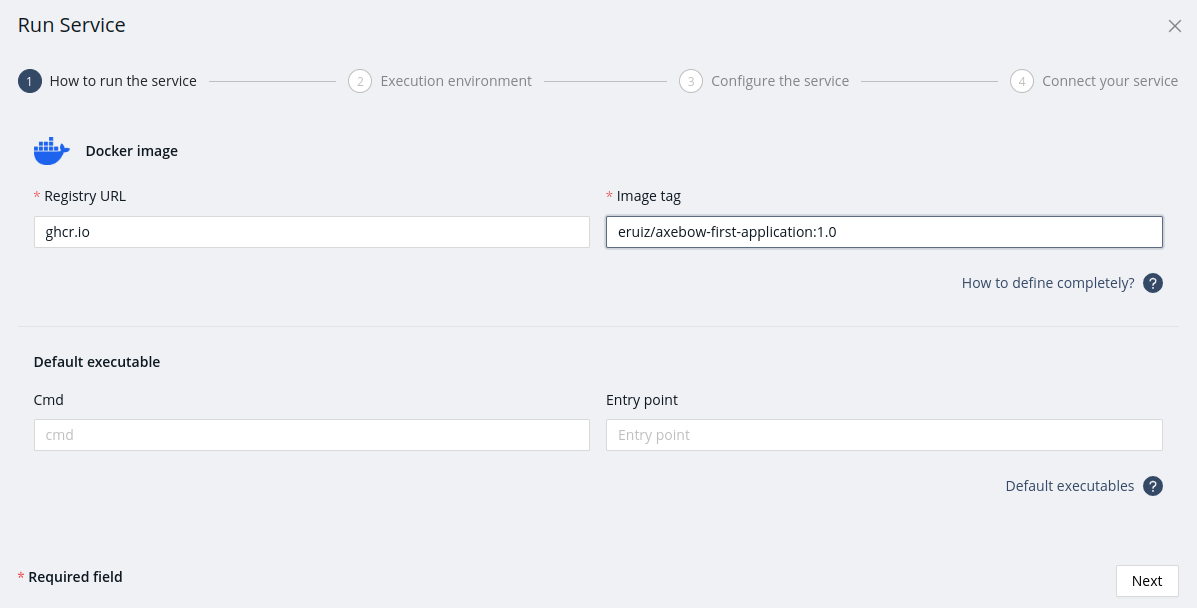 Run Service
1 How to run the service 2 Execution environment 3 Configure the service 4 Connect your service
Docker image
* Registry URL
* Image tag
ghcr.io
eruiz/axebow-first-application:1.0
How to define completely? ?
Default executable
Cmd
Entry point
cmd
Entry point
Default executables ?
* Required field
Next